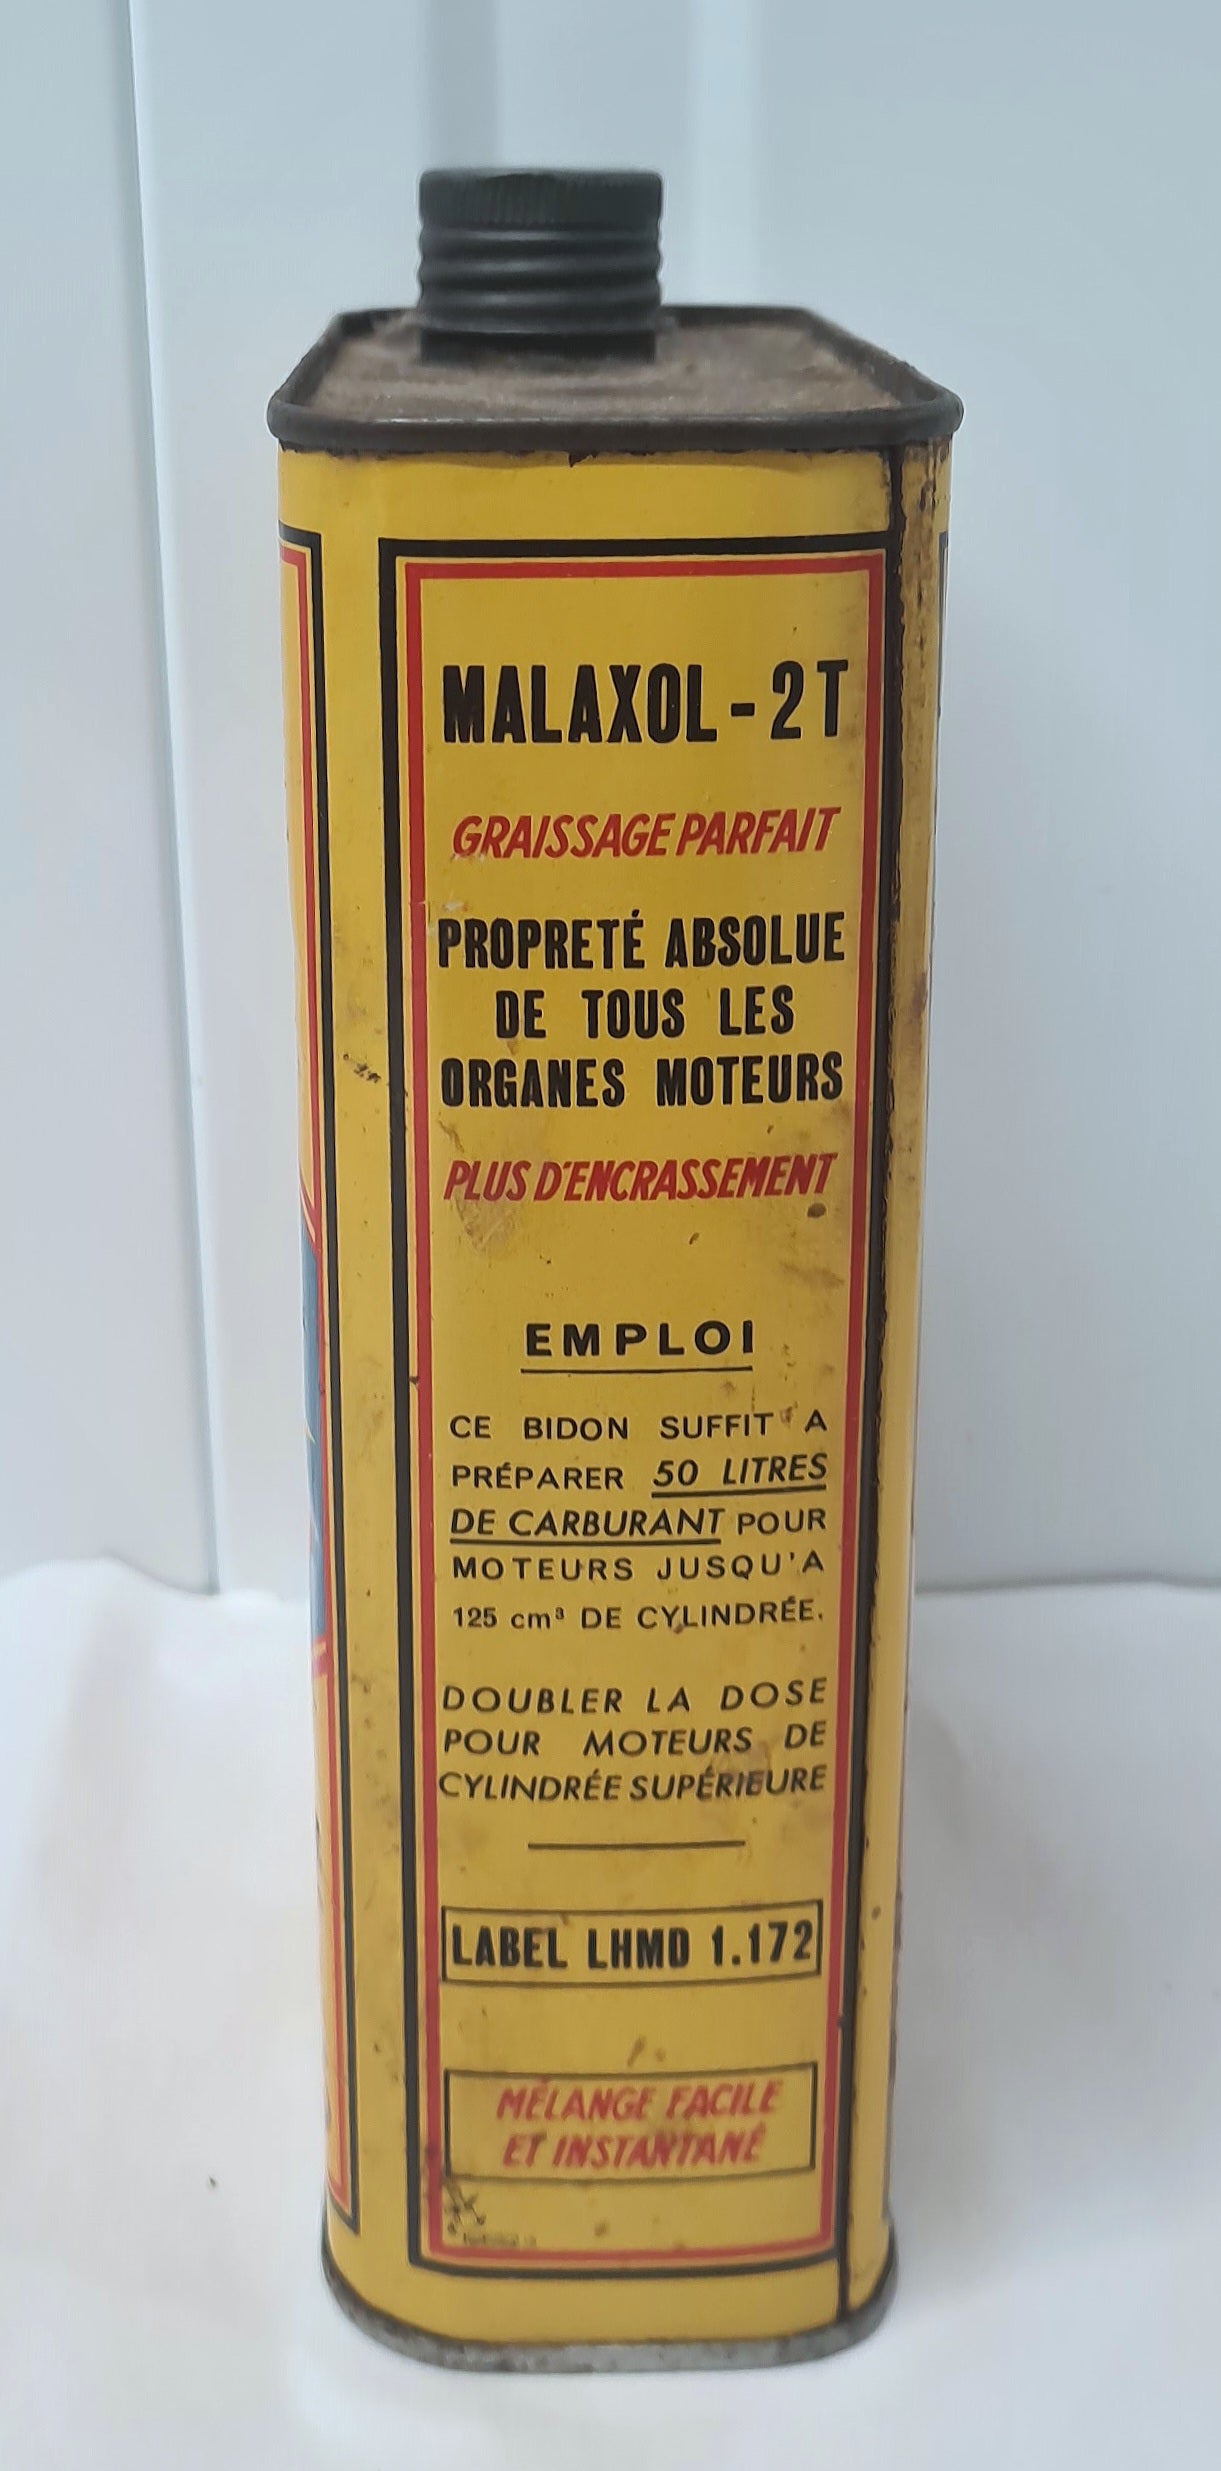 MALAXOL - 2T
GRAISSAGE PARFAIT
PROPRETÉ ABSOLUE
DE TOUS LES
ORGANES MOTEURS
PLUS D'ENCRASSEMENT
EMPLOI
CE BIDON SUFFIT A
PRÉPARER 50 LITRES
DE CARBURANT POUR
MOTEURS JUSQU'A
125 cm³ DE CYLINDRÉE.
DOUBLER LA DOSE
POUR MOTEURS DE
CYLINDRÉE SUPÉRIEURE
LABEL LHMD 1.172
MÉLANGE FACILE
ET INSTANTANÉ